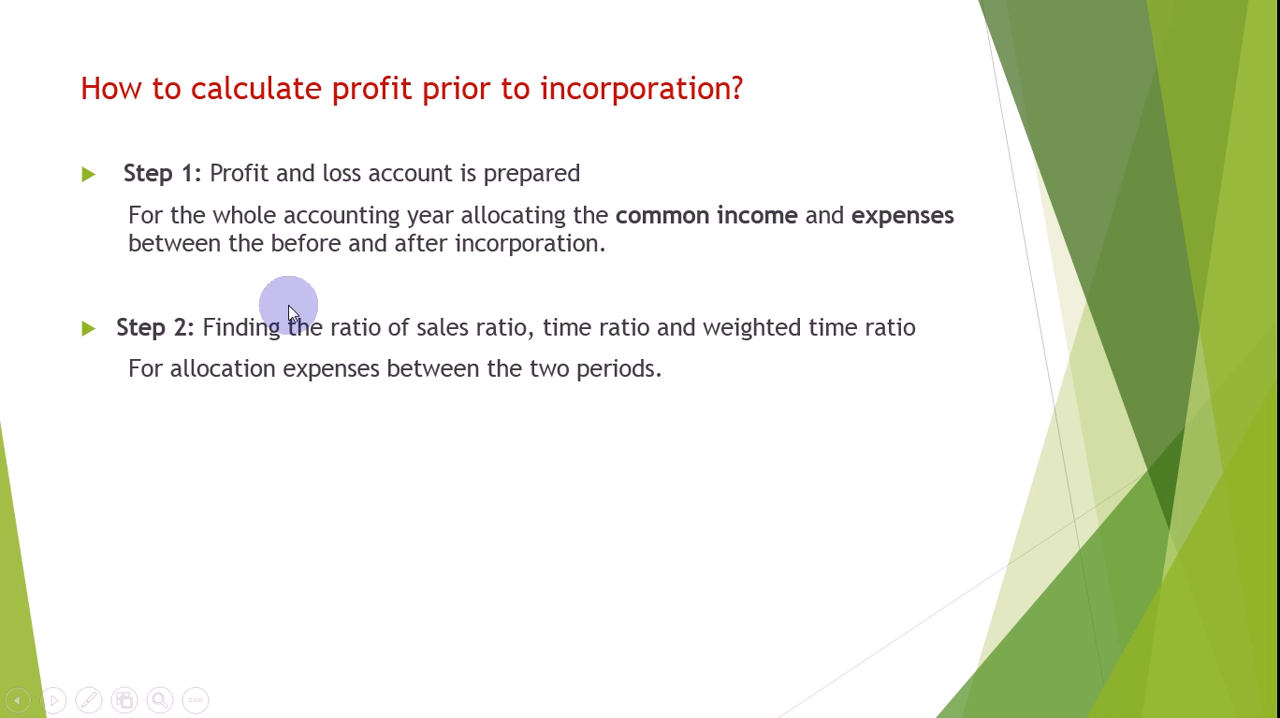 How to calculate profit prior to incorporation?
Step 1: Profit and loss account is prepared
For the whole accounting year allocating the common income and expenses
between the before and after incorporation.
Step 2: Finding the ratio of sales ratio, time ratio and weighted time ratio
For allocation expenses between the two periods.